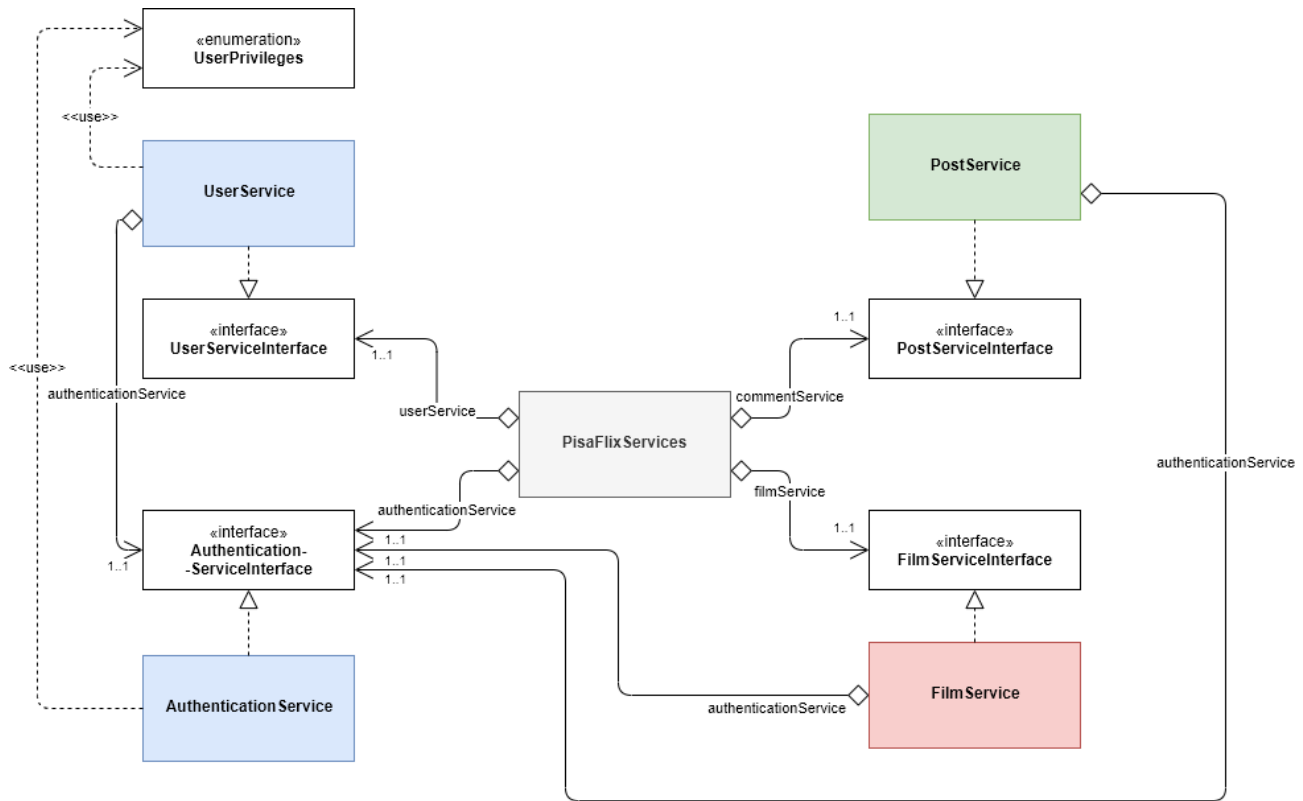 «enumeration»
UserPrivileges
<<use>>
UserService
PostService
«interface»
UserServiceInterface
1..1
1..1
«interface»
PostServiceInterface
<<use>>
authenticationService
userService
commentService
PisaFlixServices
authenticationService
filmService
authenticationService
«interface»
Authentication-
-ServiceInterface
1..1
1..1
1..1
1..1
1..1
«interface»
FilmServiceInterface
AuthenticationService
authenticationService
FilmService